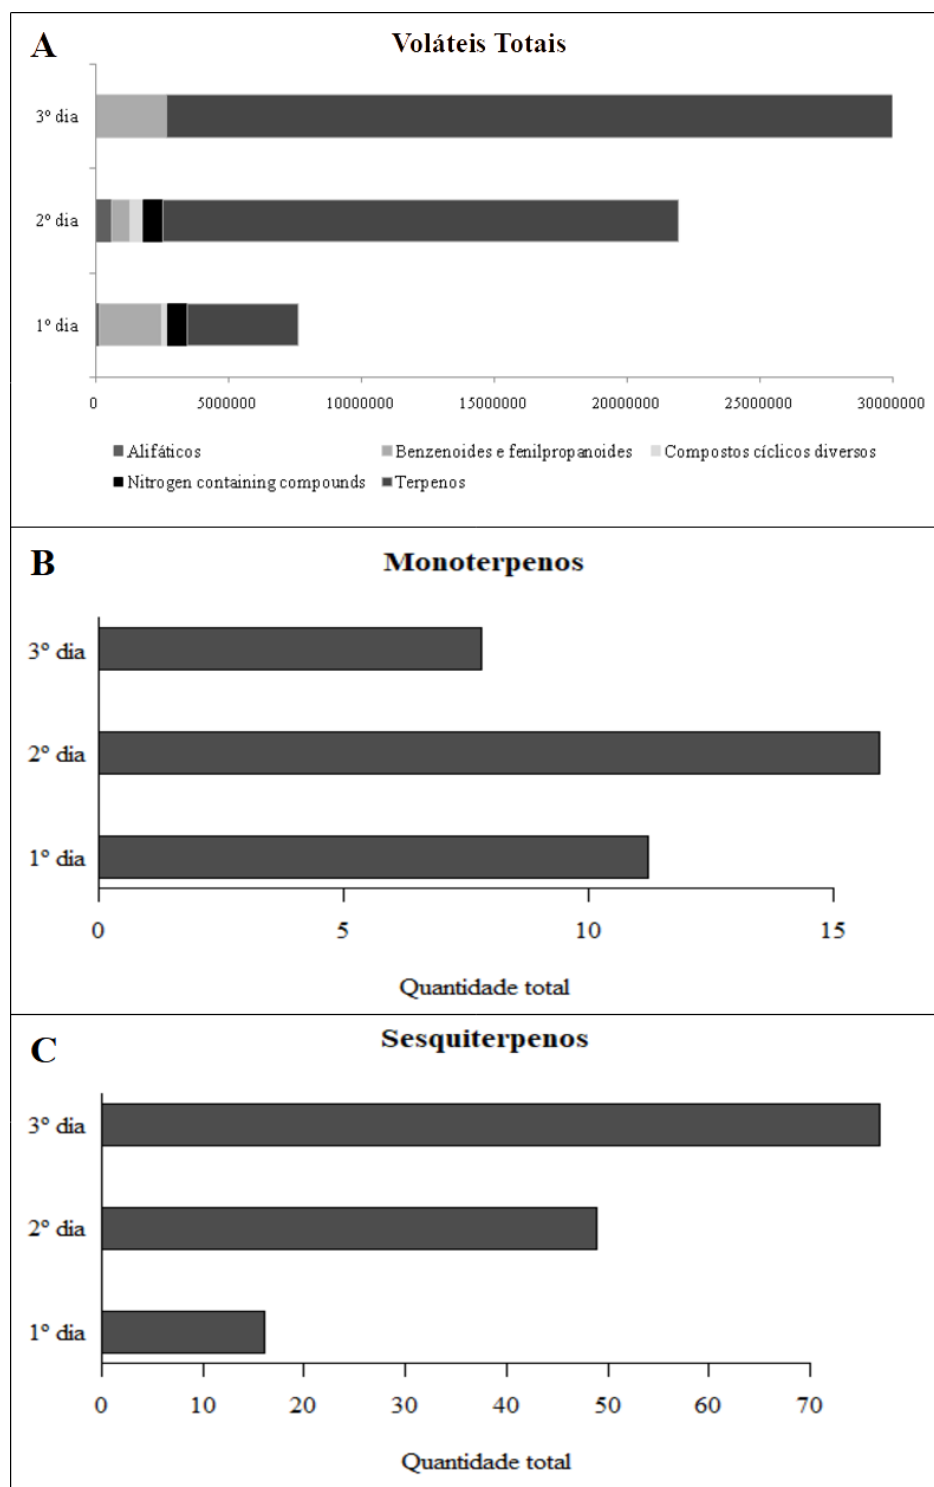 A
Voláteis Totais
3º dia
2º dia
1º dia
0 5000000 10000000 15000000 20000000 25000000 30000000
Alifáticos Benzenoides e fenilpropanoides Compostos cíclicos diversos
Nitrogen containing compounds Terpenos
B
Monoterpenos
3º dia
2º dia
1º dia
0 5 10 15
Quantidade total
C
Sesquiterpenos
3º dia
2º dia
1º dia
0 10 20 30 40 50 60 70
Quantidade total